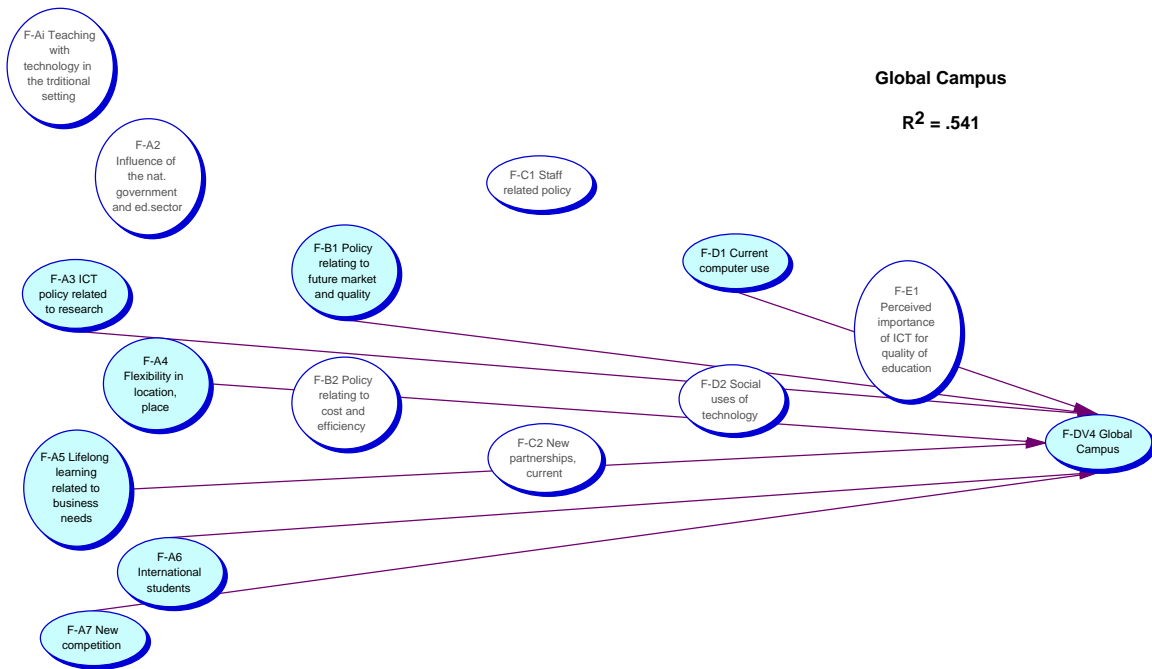 F-Ai Teaching
with
technology in
the trditional
setting
Global Campus
R2 = .541
F-A2
Influence of
the nat.
government
and ed.sector
F-C1 Staff
related policy
F-B1 Policy
relating to
future market
and quality
F-D1 Current
computer use
F-A3 ICT
policy related
to research
F-E1
Perceived
importance
of ICT for
quality of
education
F-A4
Flexibility in
location,
place
F-B2 Policy
relating to
cost and
efficiency
F-D2 Social
uses of
technology
F-DV4 Global
Campus
F-A5 Lifelong
learning
related to
business
needs
F-C2 New
partnerships,
current
F-A6
International
students
F-A7 New
competition